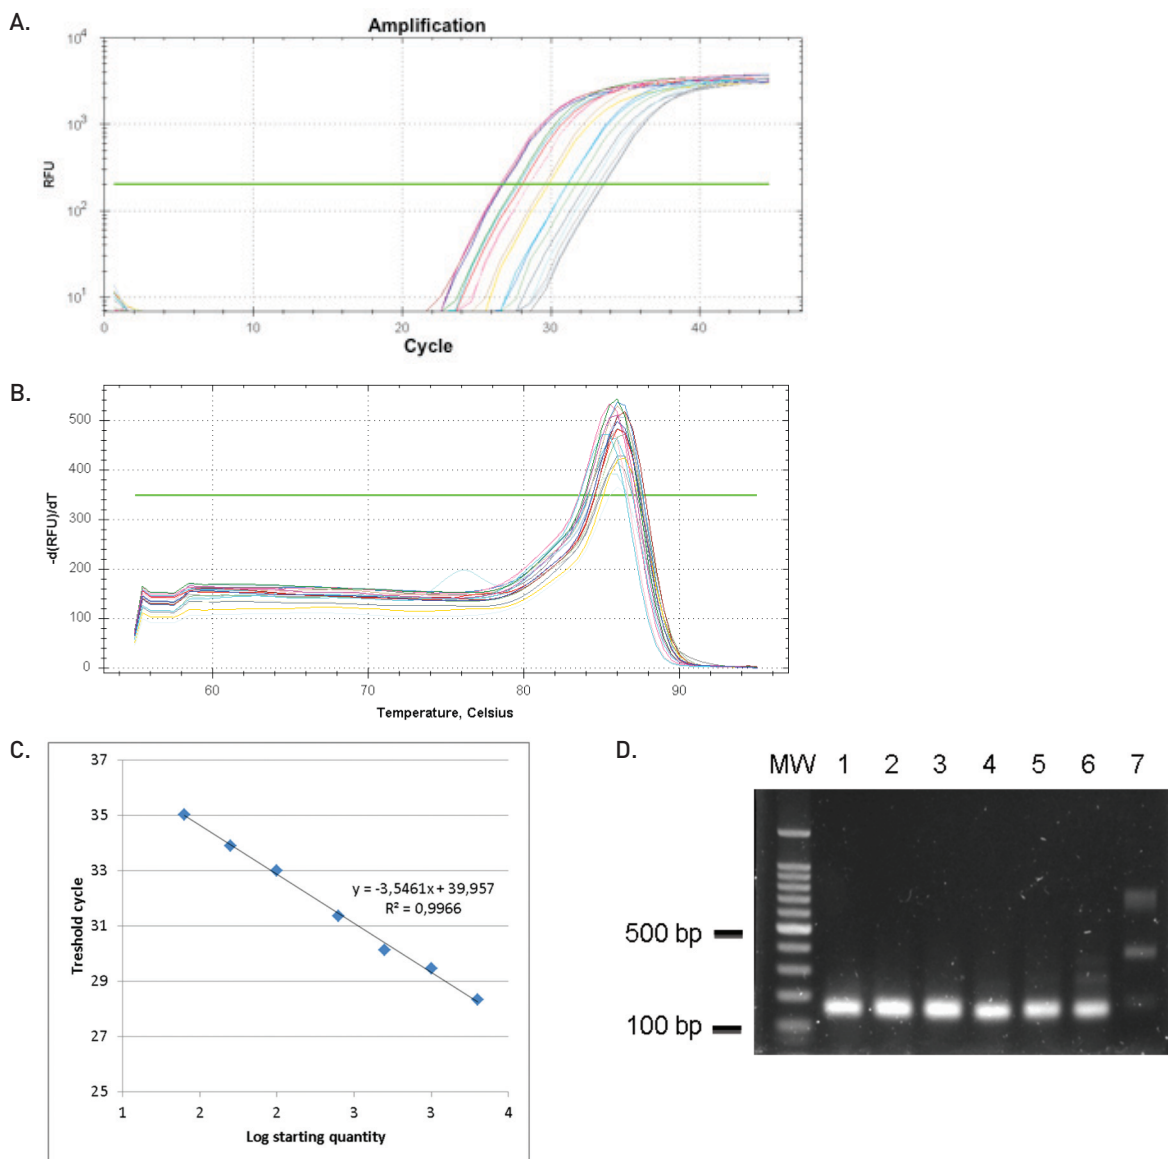 A.
Amplification
10⁴
10³
10²
10¹
RFU
0 10 20 30 40
Cycle
B.
500
400
300
200
100
0
-d(RFU)/dT
60 70 80 90
Temperature, Celsius
C.
37
35
33
31
29
27
25
Treshold cycle
y = -3,5461x + 39,957
R² = 0,9966
1 2 2 3 3 4
Log starting quantity
D.
MW 1 2 3 4 5 6 7
500 bp
100 bp